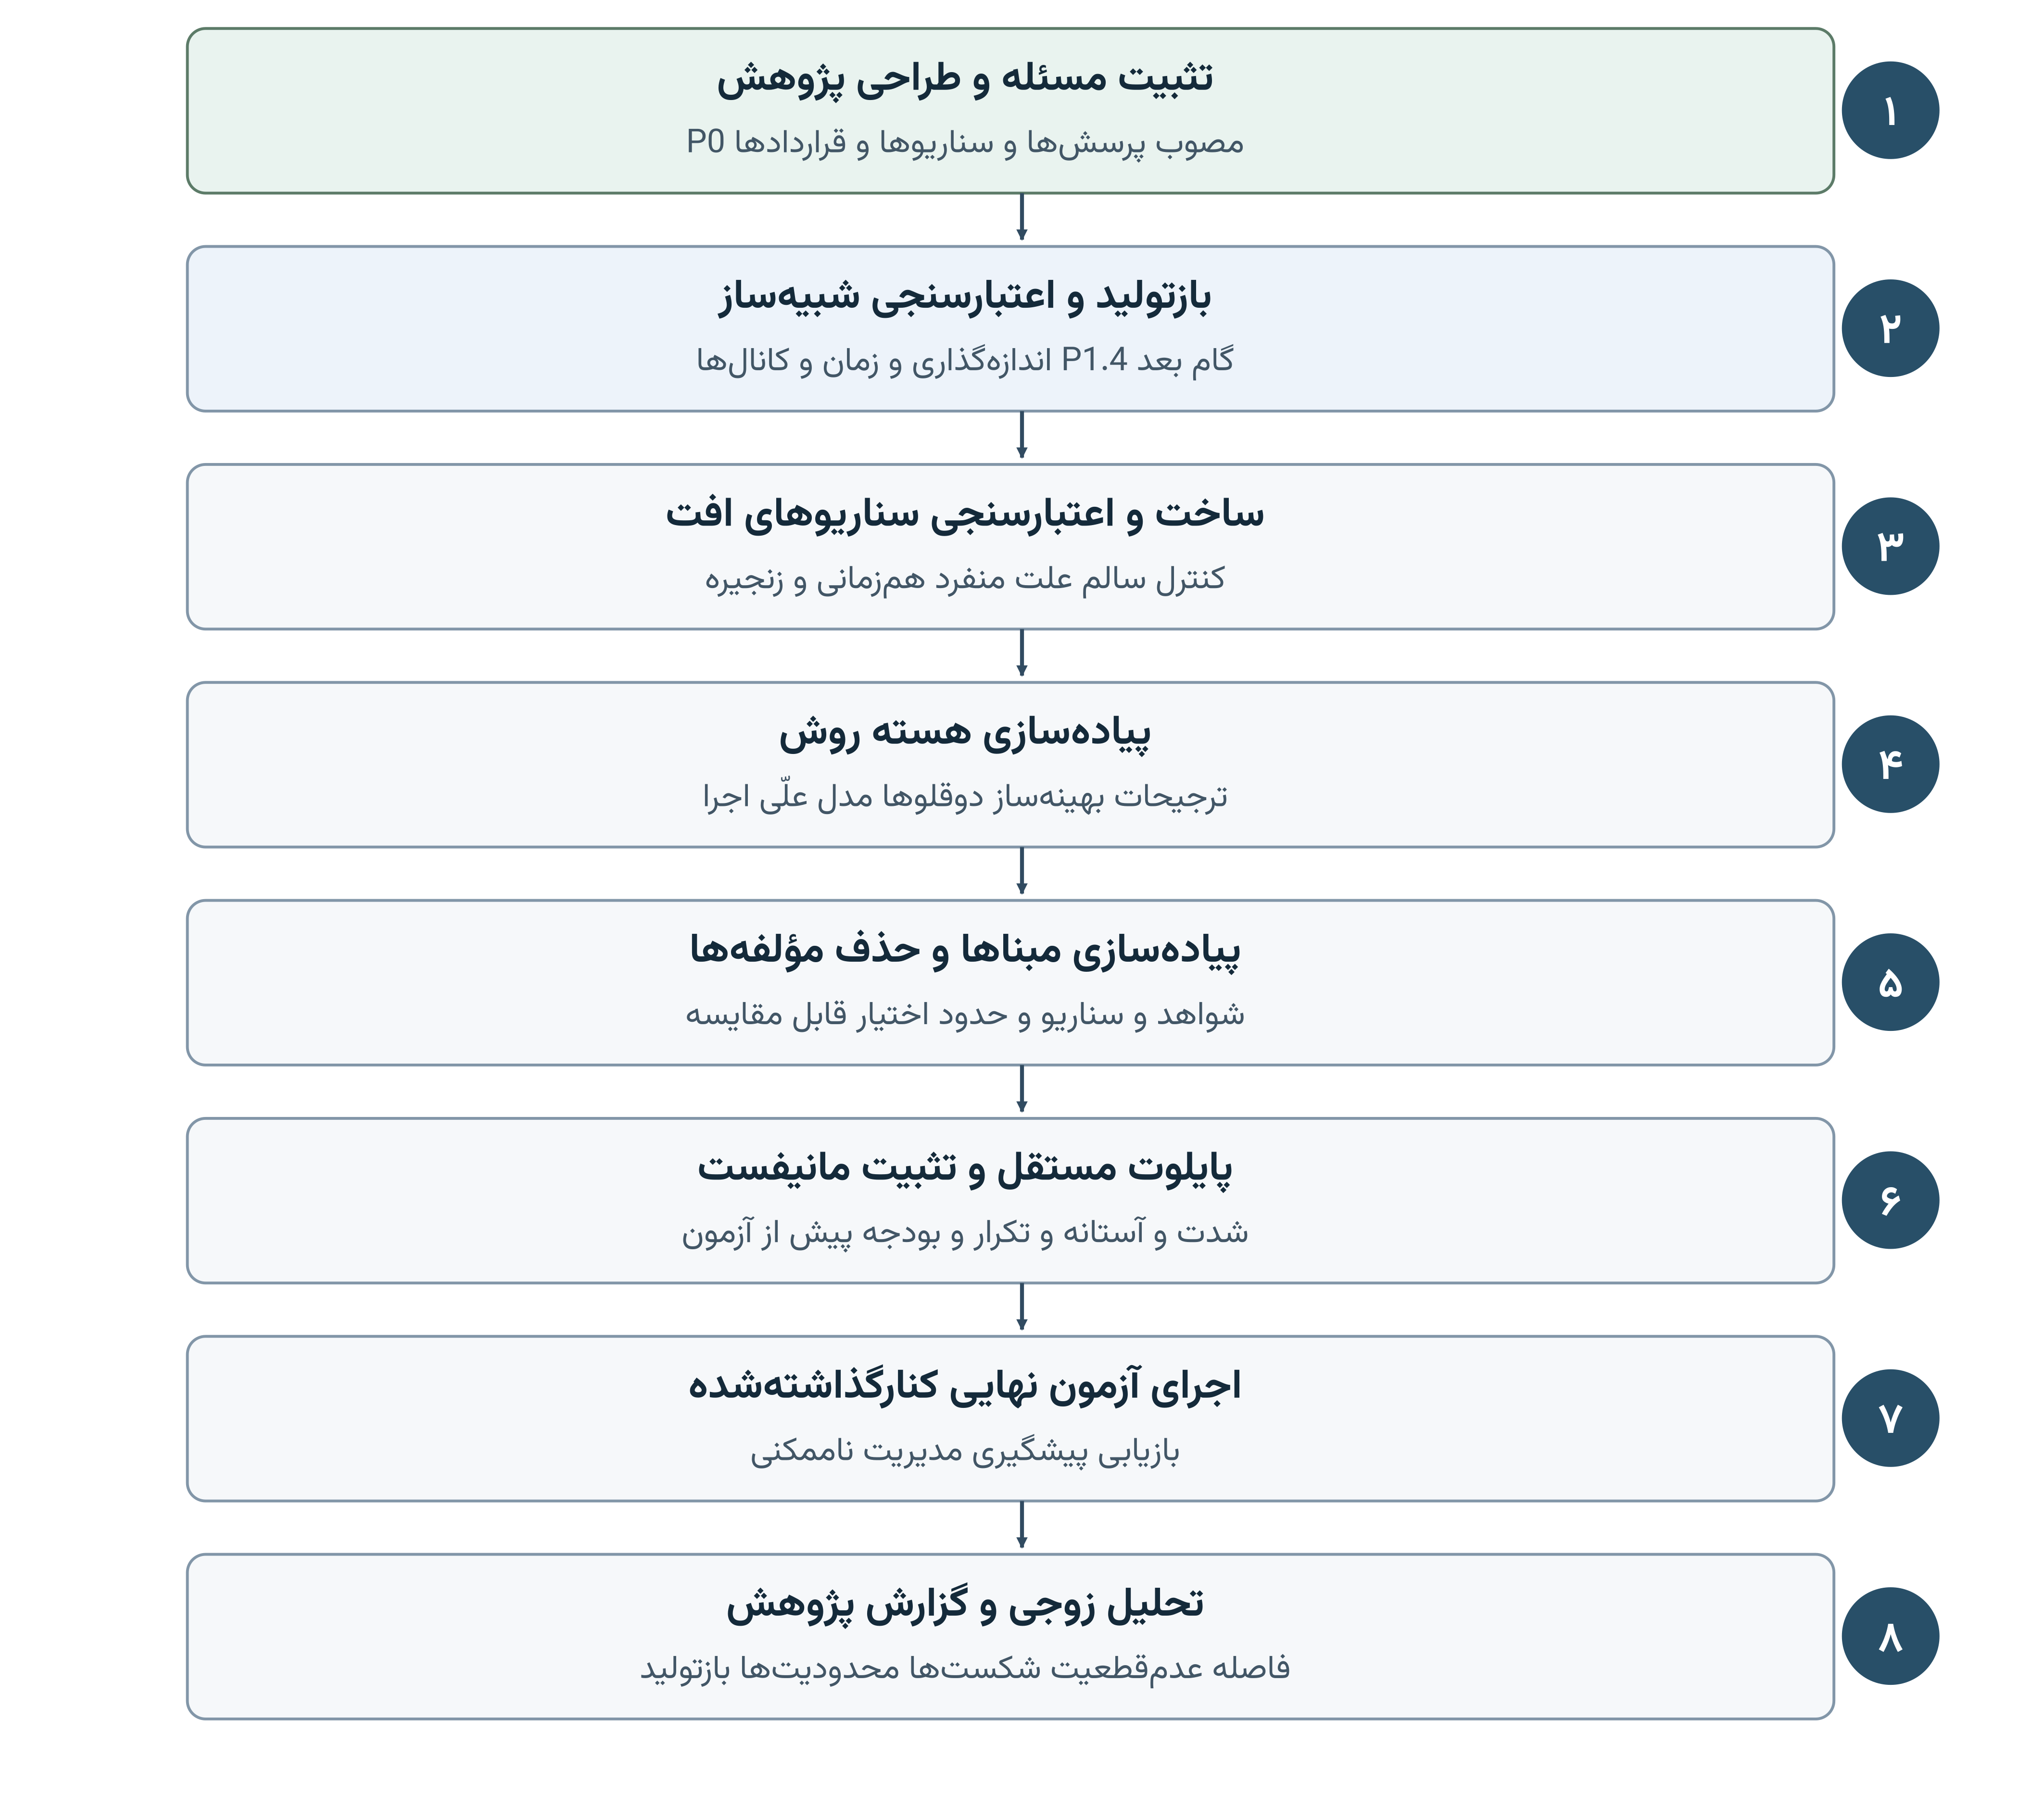 ۱
تثبیت مسئله و طراحی پژوهش
مصوب پرسش‌ها و سناریوها و قراردادها P0
۲
بازتولید و اعتبارسنجی شبیه‌ساز
گام بعد P1.4 اندازه‌گذاری و زمان و کانال‌ها
۳
ساخت و اعتبارسنجی سناریوهای افت
کنترل سالم علت منفرد هم‌زمانی و زنجیره
۴
پیاده‌سازی هسته روش
ترجیحات بهینه‌ساز دوقلوها مدل علّی اجرا
۵
پیاده‌سازی مبناها و حذف مؤلفه‌ها
شواهد و سناریو و حدود اختیار قابل مقایسه
۶
پایلوت مستقل و تثبیت مانیفست
شدت و آستانه و تکرار و بودجه پیش از آزمون
۷
اجرای آزمون نهایی کنارگذاشته‌شده
بازیابی پیشگیری مدیریت ناممکنی
۸
تحلیل زوجی و گزارش پژوهش
فاصله عدم‌قطعیت شکست‌ها محدودیت‌ها بازتولید